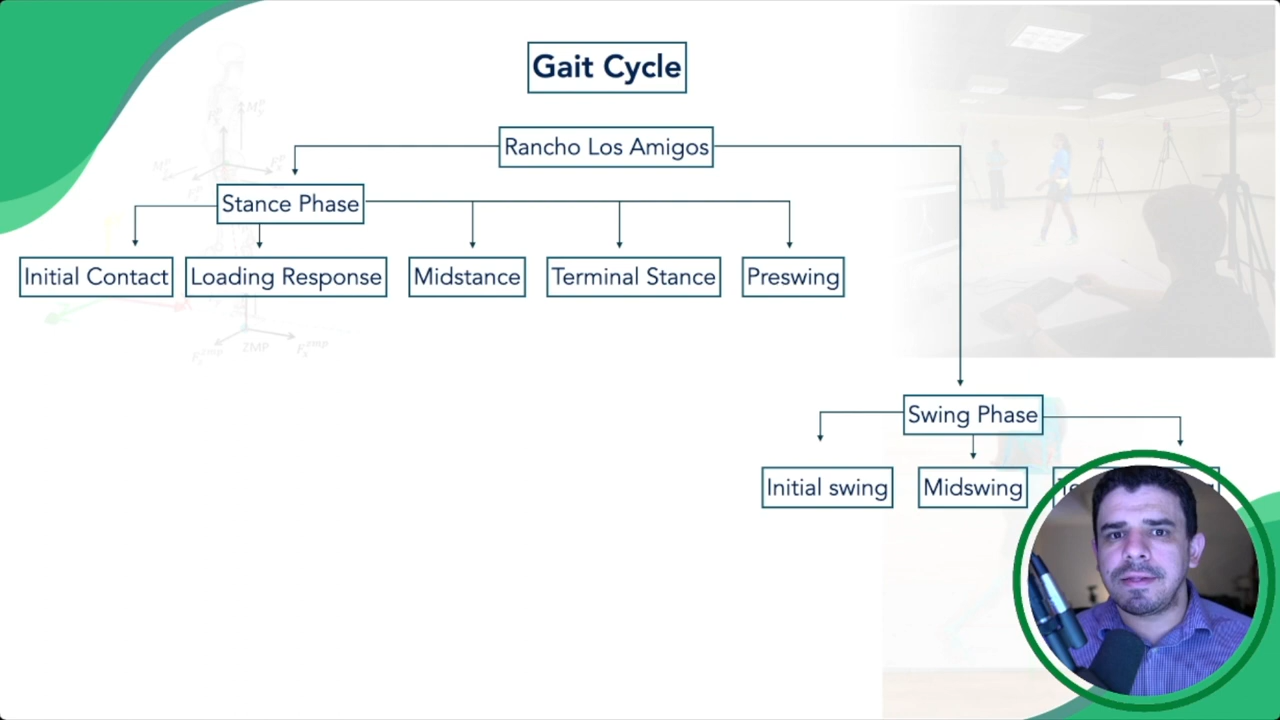 Gait Cycle
Rancho Los Amigos
Stance Phase
Initial Contact
Loading Response
Midstance
Terminal Stance
Preswing
ZMP
Swing Phase
Initial swing
Midswing